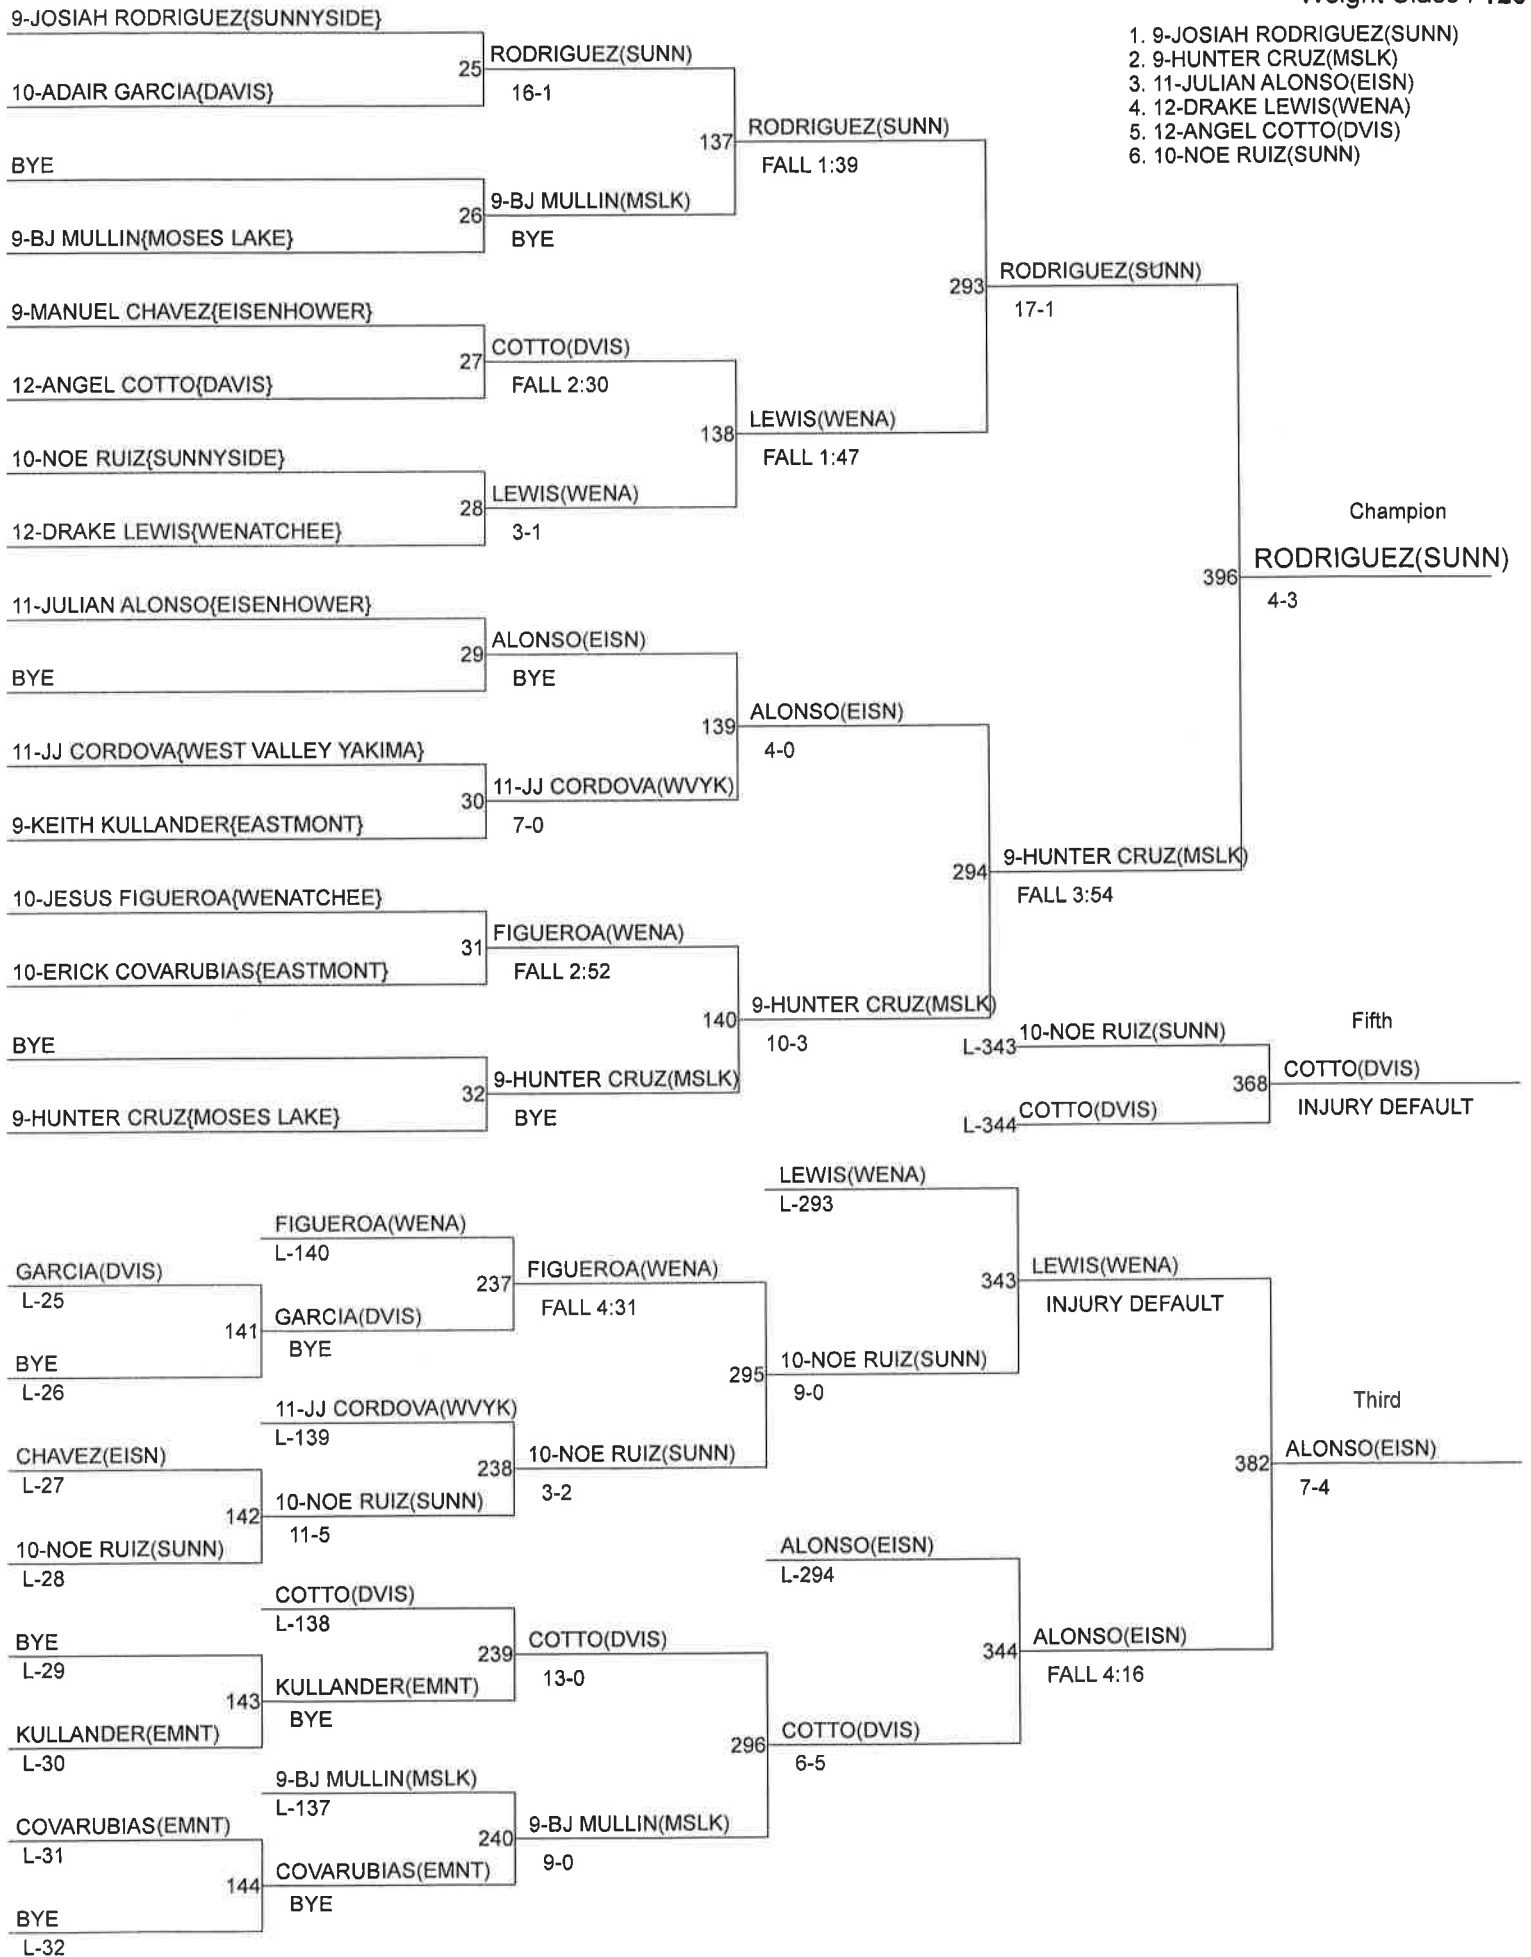 Weight Class / 120
1. 9-JOSIAH RODRIGUEZ(SUNN)
2. 9-HUNTER CRUZ(MSLK)
3. 11-JULIAN ALONSO(EISN)
4. 12-DRAKE LEWIS(WENA)
5. 12-ANGEL COTTO(DVIS)
6. 10-NOE RUIZ(SUNN)
9-JOSIAH RODRIGUEZ{SUNNYSIDE}
25 RODRIGUEZ(SUNN)
10-ADAIR GARCIA{DAVIS}
16-1
137 RODRIGUEZ(SUNN)
FALL 1:39
BYE
26 9-BJ MULLIN(MSLK)
9-BJ MULLIN{MOSES LAKE}
BYE
293 RODRIGUEZ(SUNN)
17-1
9-MANUEL CHAVEZ{EISENHOWER}
27 COTTO(DVIS)
12-ANGEL COTTO{DAVIS}
FALL 2:30
138 LEWIS(WENA)
FALL 1:47
10-NOE RUIZ{SUNNYSIDE}
28 LEWIS(WENA)
12-DRAKE LEWIS{WENATCHEE}
3-1
Champion
396 RODRIGUEZ(SUNN)
4-3
11-JULIAN ALONSO{EISENHOWER}
29 ALONSO(EISN)
BYE
BYE
139 ALONSO(EISN)
4-0
11-JJ CORDOVA{WEST VALLEY YAKIMA}
30 11-JJ CORDOVA(WVYK)
9-KEITH KULLANDER{EASTMONT}
7-0
294 9-HUNTER CRUZ(MSLK)
FALL 3:54
10-JESUS FIGUEROA{WENATCHEE}
31 FIGUEROA(WENA)
10-ERICK COVARUBIAS{EASTMONT}
FALL 2:52
140 9-HUNTER CRUZ(MSLK)
10-3
BYE
32 9-HUNTER CRUZ(MSLK)
9-HUNTER CRUZ{MOSES LAKE}
BYE
Fifth
L-343 10-NOE RUIZ(SUNN)
368 COTTO(DVIS)
INJURY DEFAULT
L-344 COTTO(DVIS)
LEWIS(WENA)
L-293
FIGUEROA(WENA)
L-140
GARCIA(DVIS)
L-25
237 FIGUEROA(WENA)
FALL 4:31
343 LEWIS(WENA)
INJURY DEFAULT
141 GARCIA(DVIS)
BYE
BYE
L-26
295 10-NOE RUIZ(SUNN)
9-0
11-JJ CORDOVA(WVYK)
L-139
CHAVEZ(EISN)
L-27
238 10-NOE RUIZ(SUNN)
3-2
142 10-NOE RUIZ(SUNN)
11-5
10-NOE RUIZ(SUNN)
L-28
Third
382 ALONSO(EISN)
7-4
ALONSO(EISN)
L-294
COTTO(DVIS)
L-138
BYE
L-29
239 COTTO(DVIS)
13-0
344 ALONSO(EISN)
FALL 4:16
143 KULLANDER(EMNT)
BYE
KULLANDER(EMNT)
L-30
296 COTTO(DVIS)
6-5
9-BJ MULLIN(MSLK)
L-137
COVARUBIAS(EMNT)
L-31
240 9-BJ MULLIN(MSLK)
9-0
144 COVARUBIAS(EMNT)
BYE
BYE
L-32